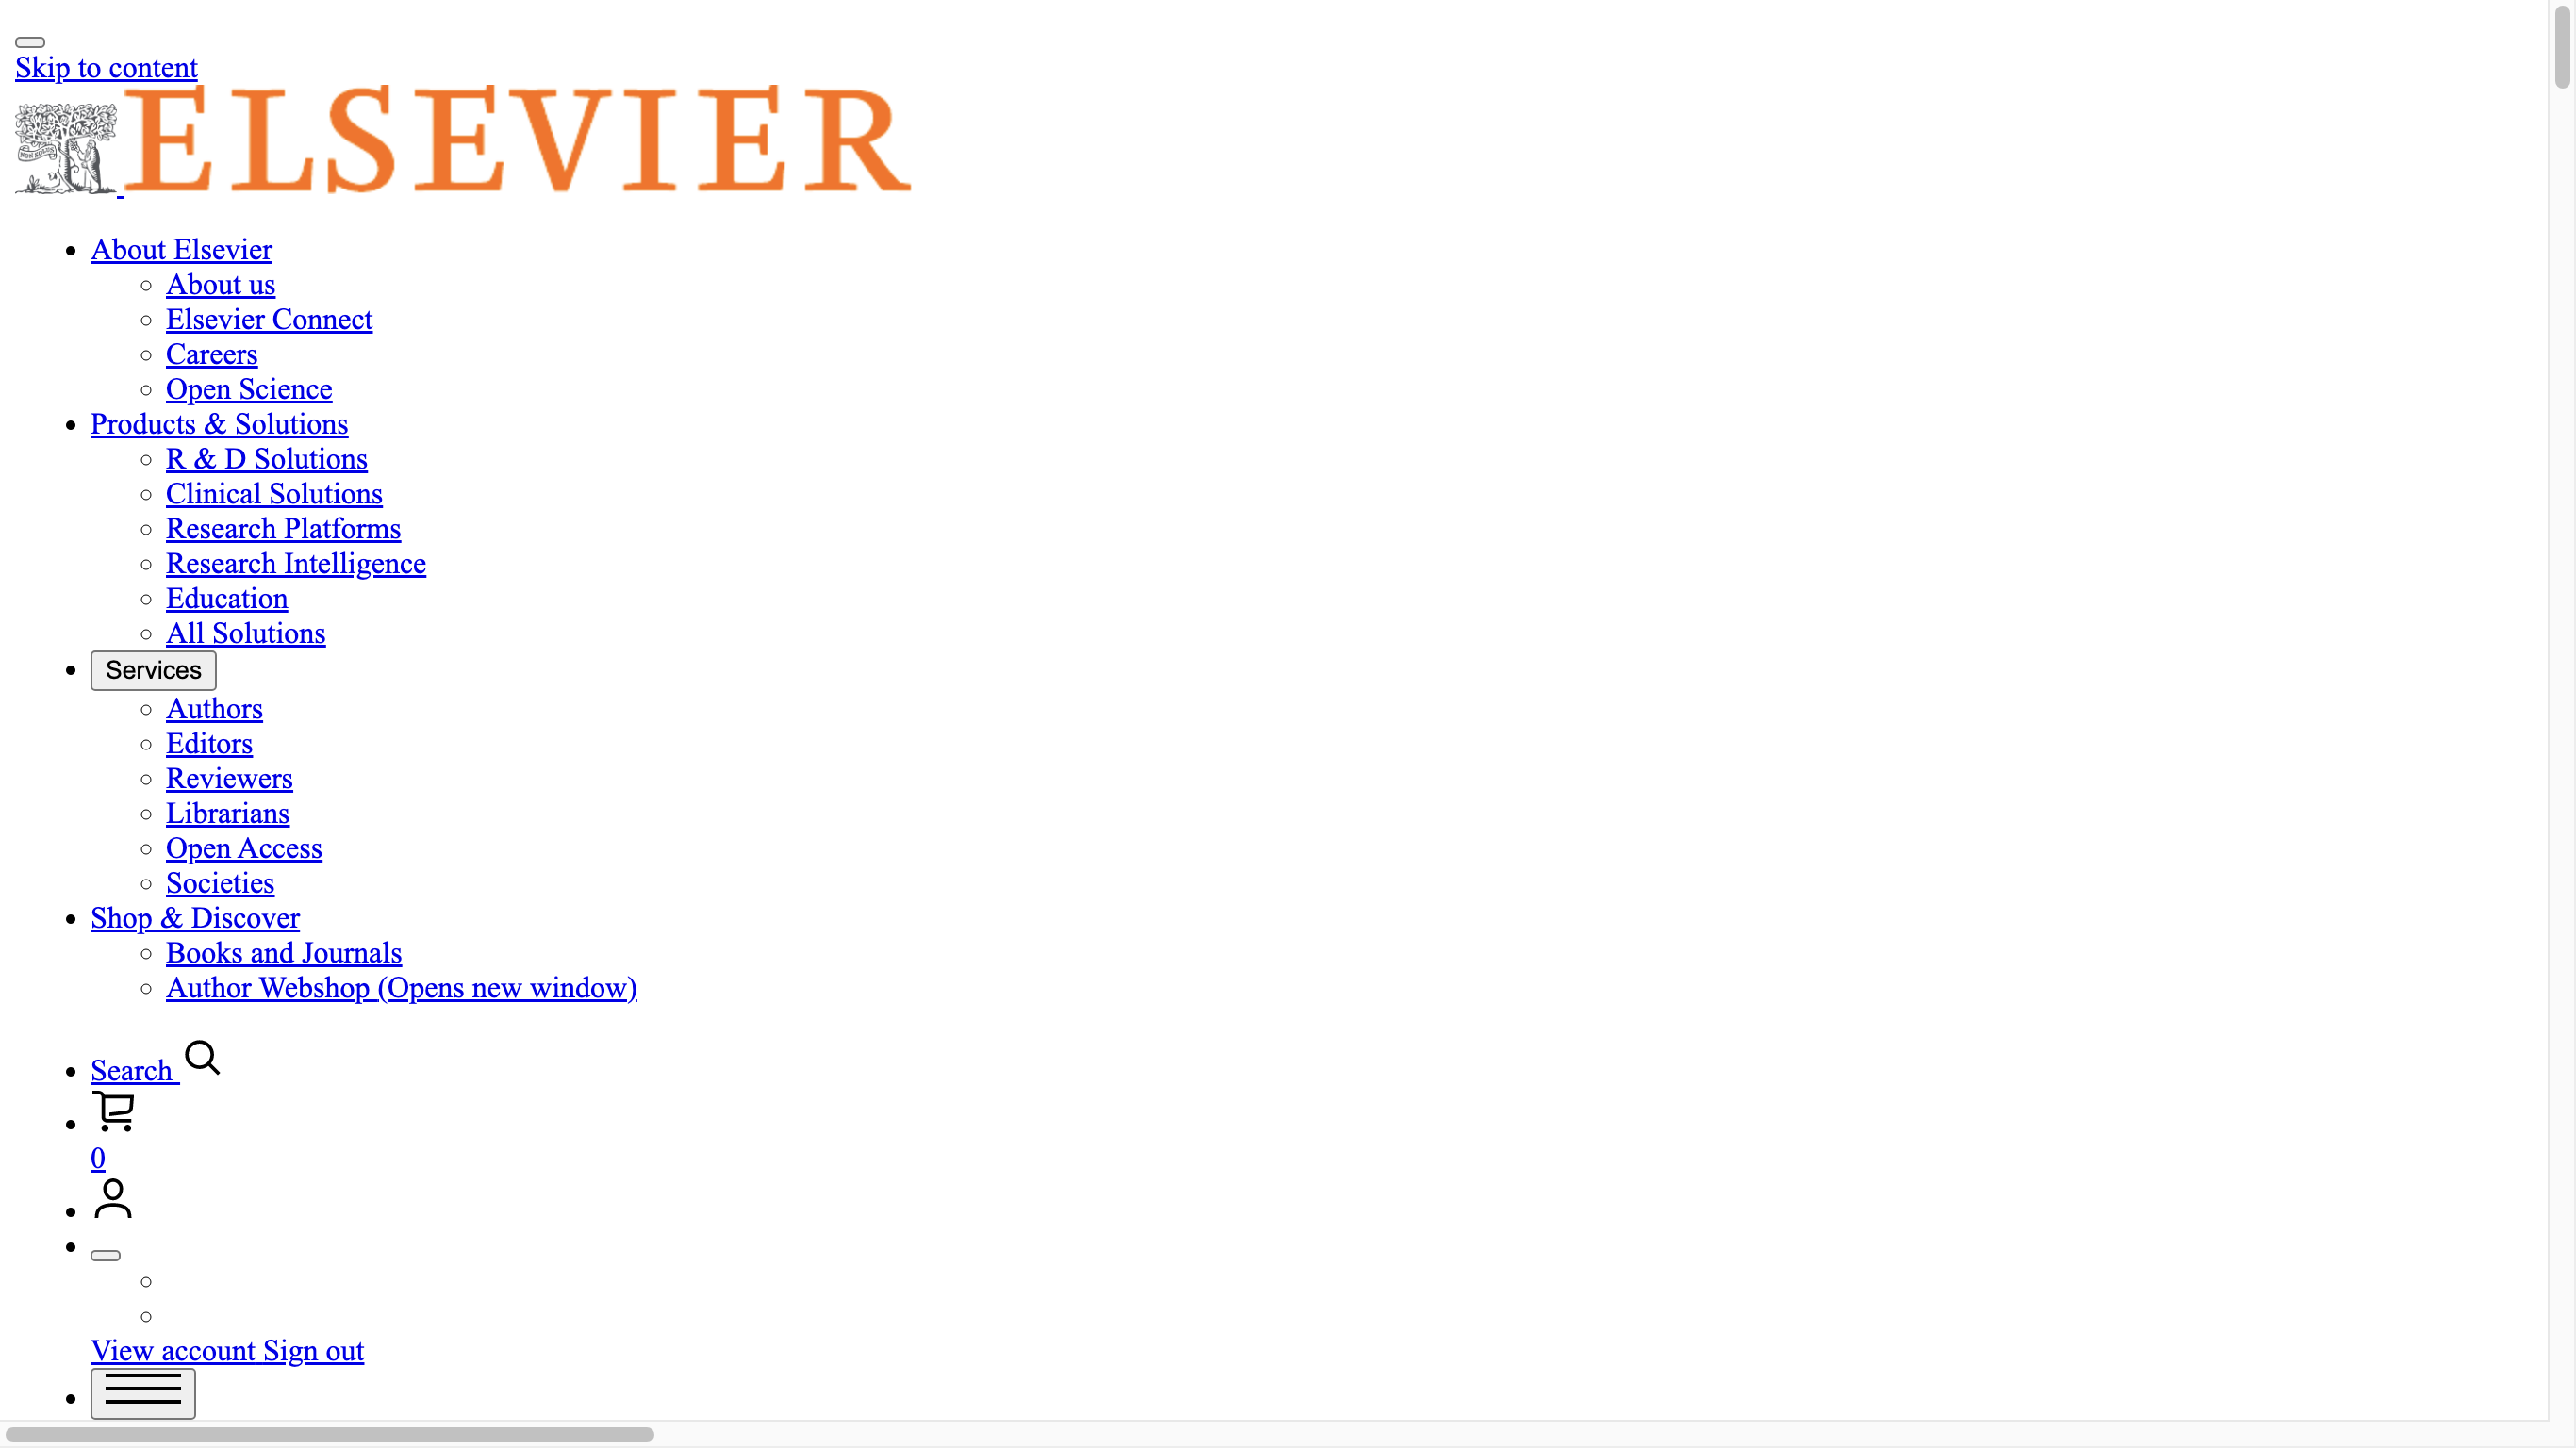 Skip to content
ELSEVIER
About Elsevier
About us
Elsevier Connect
Careers
Open Science
Products & Solutions
R & D Solutions
Clinical Solutions
Research Platforms
Research Intelligence
Education
All Solutions
Services
Authors
Editors
Reviewers
Librarians
Open Access
Societies
Shop & Discover
Books and Journals
Author Webshop (Opens new window)
Search
0
View account Sign out